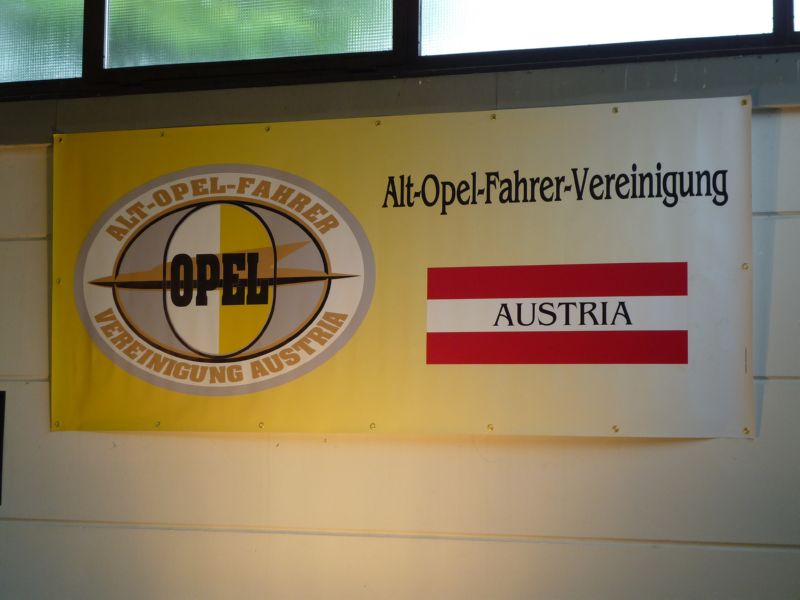 ALT-OPEL-FAHRER
OPEL
VEREINIGUNG AUSTRIA
Alt-Opel-Fahrer-Vereinigung
AUSTRIA